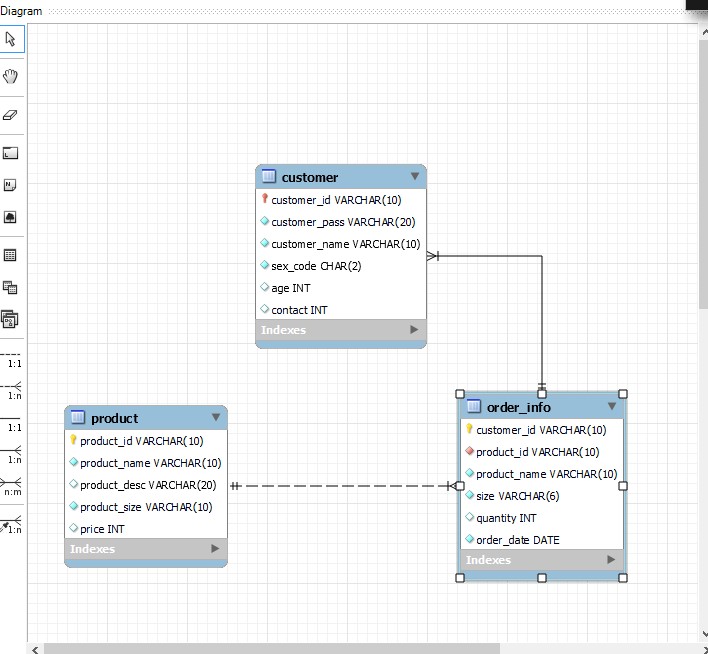 Diagram
customer
customer_id VARCHAR(10)
customer_pass VARCHAR(20)
customer_name VARCHAR(10)
sex_code CHAR(2)
age INT
contact INT
Indexes
product
product_id VARCHAR(10)
product_name VARCHAR(10)
product_desc VARCHAR(20)
product_size VARCHAR(10)
price INT
Indexes
order_info
customer_id VARCHAR(10)
product_id VARCHAR(10)
product_name VARCHAR(10)
size VARCHAR(6)
quantity INT
order_date DATE
Indexes
1:1
1:n
1:1
1:n
n:m
1:n